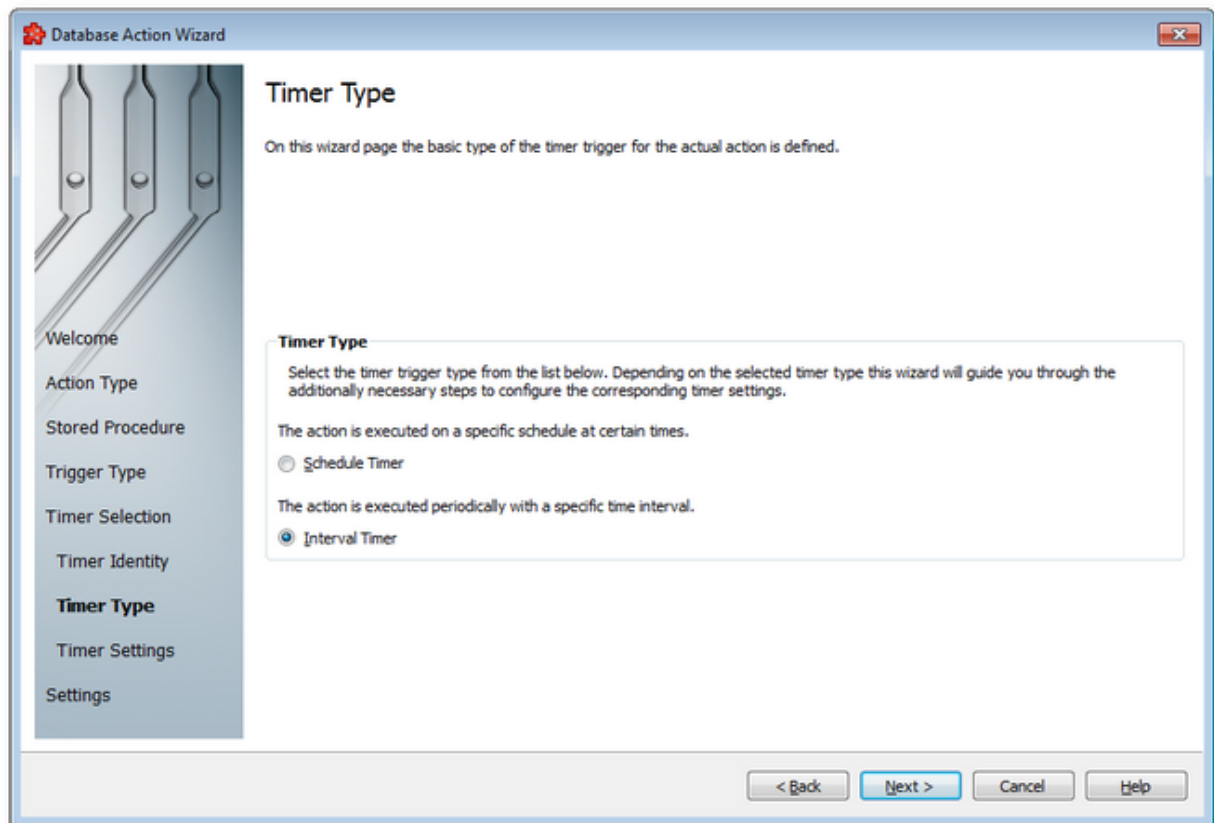 Database Action Wizard
Timer Type
On this wizard page the basic type of the timer trigger for the actual action is defined.
Welcome
Action Type
Stored Procedure
Trigger Type
Timer Selection
Timer Identity
Timer Type
Timer Settings
Settings
Timer Type
Select the timer trigger type from the list below. Depending on the selected timer type this wizard will guide you through the
additionally necessary steps to configure the corresponding timer settings.
The action is executed on a specific schedule at certain times.
Schedule Timer
The action is executed periodically with a specific time interval.
Interval Timer
< Back
Next >
Cancel
Help